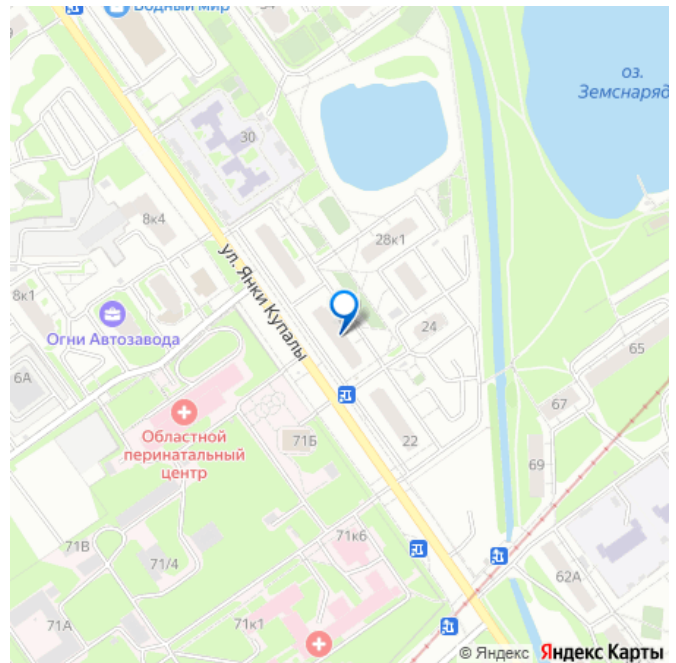 Водный мир
34
оз.
Земснаряд
30
8к4
28к1
ул. Янки Купалы
8к1
Огни Автозавода
24
65
6А
67
Областной
перинатальный
центр
71Б
22
69
71В
71/4
71к6
62А
71А
71к1
© Яндекс Яндекс Карты